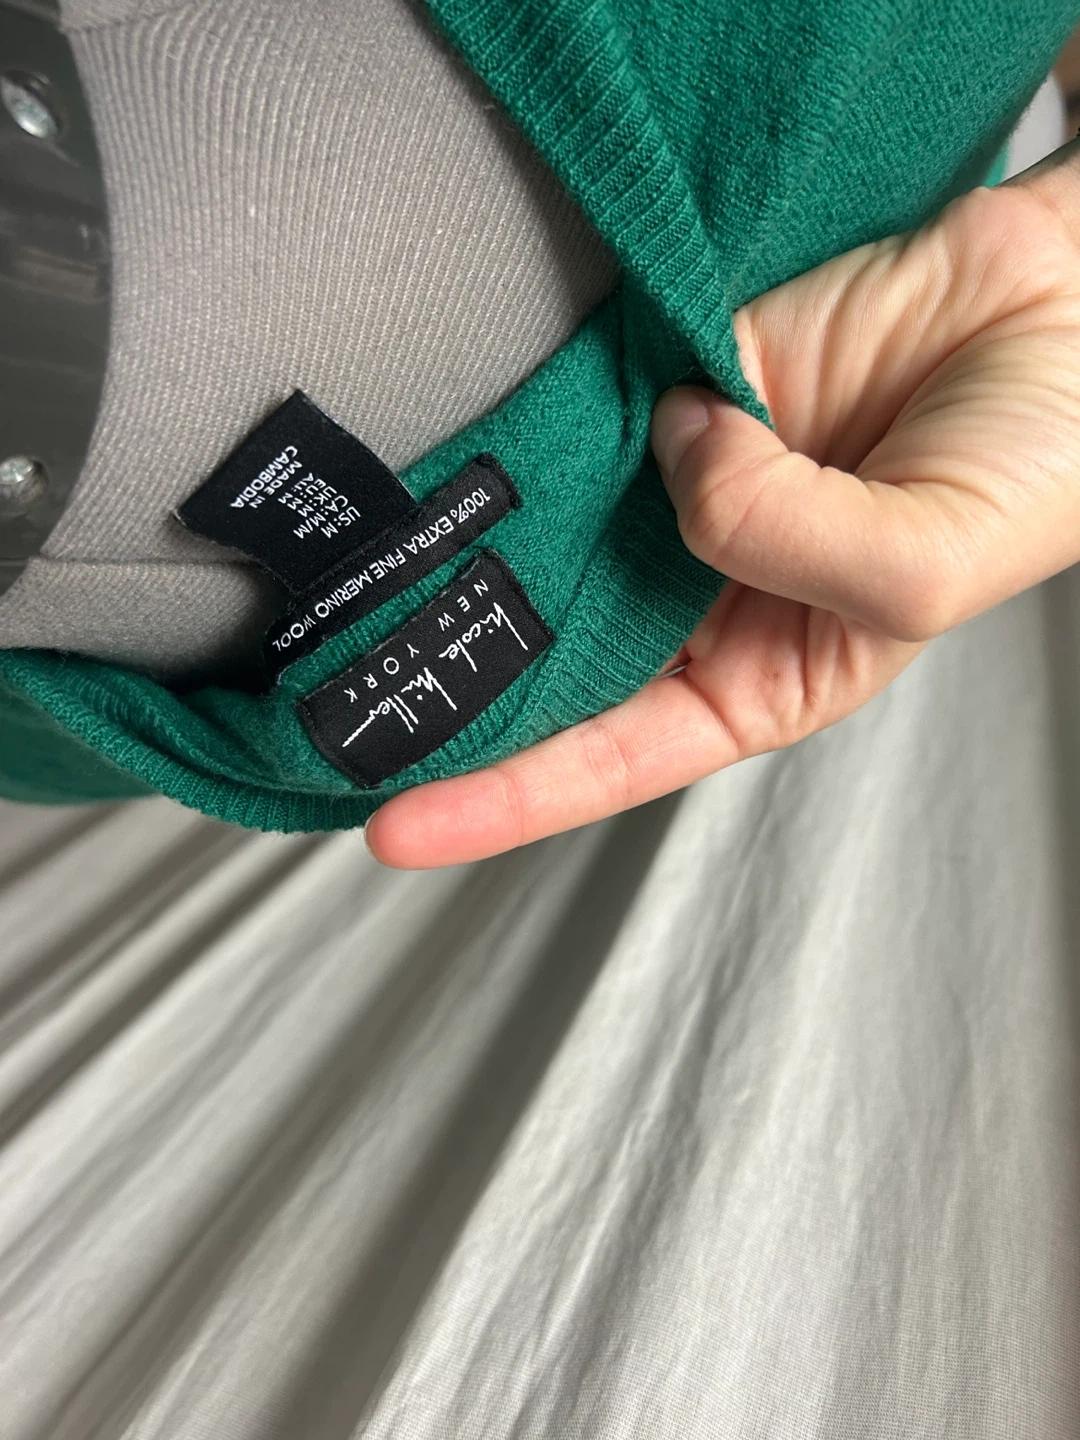 nicole miller
NEW YORK
100% EXTRA FINE MERINO WOOL
US: M
CA: M/M
UK: M
EU: M
AU: M
MADE IN
CAMBODIA